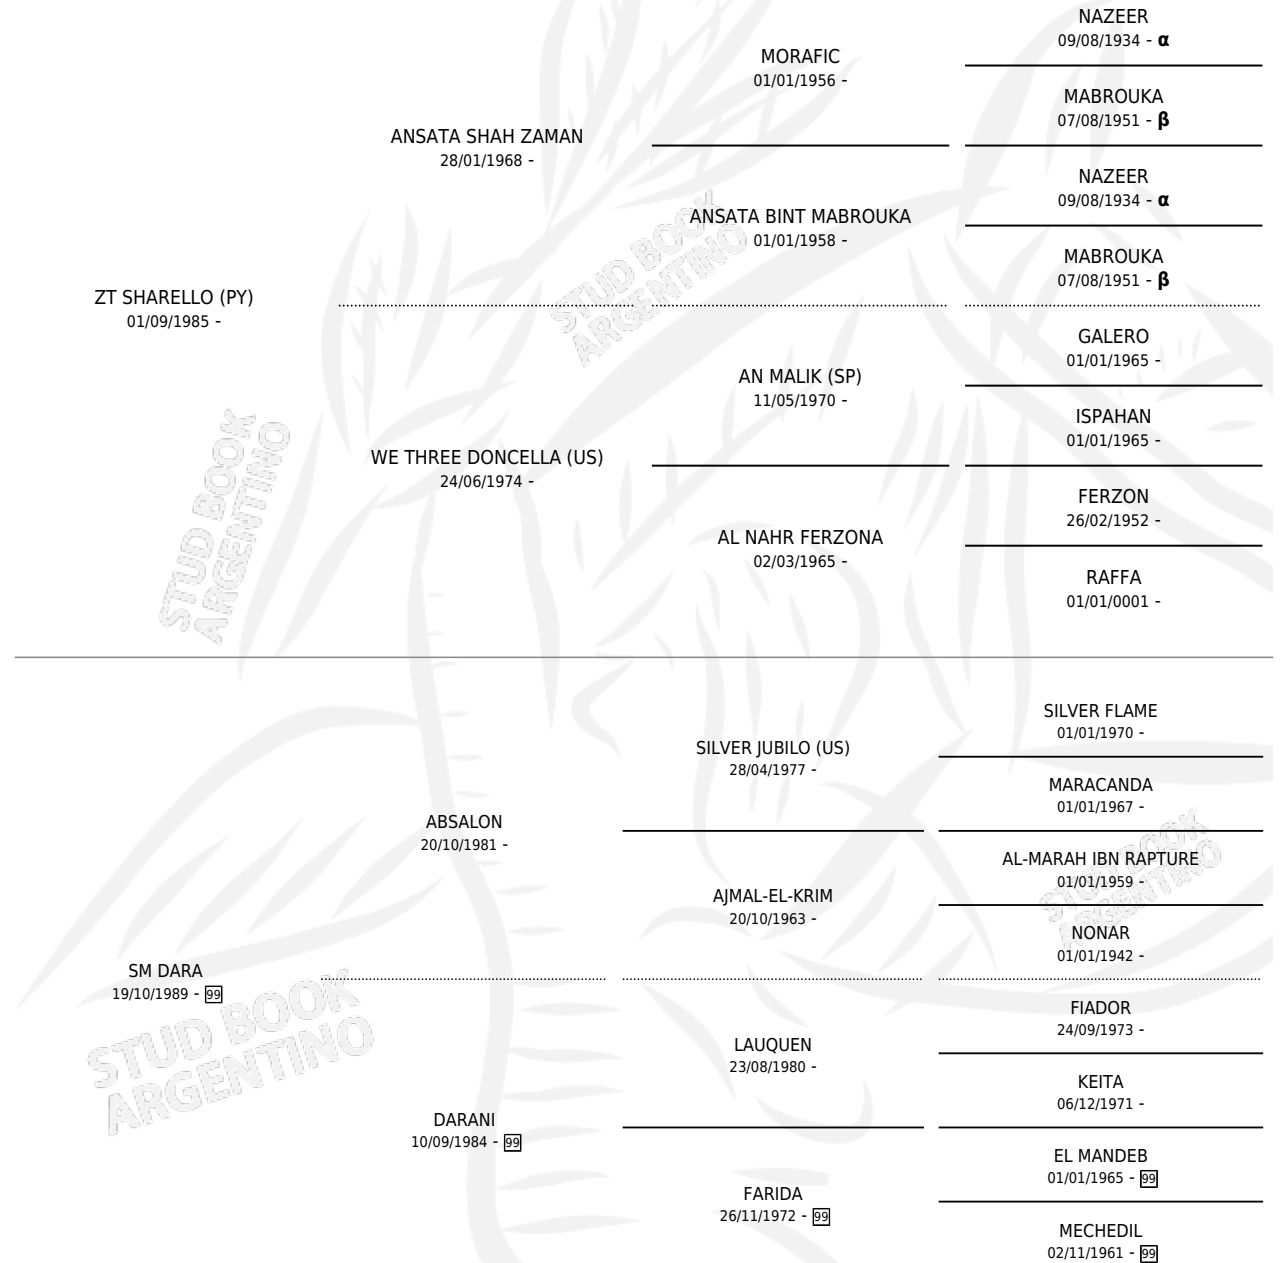 NAZEER
09/08/1934 - α
MORAFIC
01/01/1956 -
MABROUKA
07/08/1951 - β
ANSATA SHAH ZAMAN
28/01/1968 -
NAZEER
09/08/1934 - α
ANSATA BINT MABROUKA
01/01/1958 -
MABROUKA
07/08/1951 - β
ZT SHARELLO (PY)
01/09/1985 -
GALERO
01/01/1965 -
AN MALIK (SP)
11/05/1970 -
ISPAHAN
01/01/1965 -
WE THREE DONCELLA (US)
24/06/1974 -
FERZON
26/02/1952 -
AL NAHR FERZONA
02/03/1965 -
RAFFA
01/01/0001 -
SILVER FLAME
01/01/1970 -
SILVER JUBILO (US)
28/04/1977 -
MARACANDA
01/01/1967 -
ABSALON
20/10/1981 -
AL-MARAH IBN RAPTURE
01/01/1959 -
AJMAL-EL-KRIM
20/10/1963 -
NONAR
01/01/1942 -
SM DARA
19/10/1989 - 99
FIADOR
24/09/1973 -
LAUQUEN
23/08/1980 -
KEITA
06/12/1971 -
DARANI
10/09/1984 - 99
EL MANDEB
01/01/1965 - 99
FARIDA
26/11/1972 - 99
MECHEDIL
02/11/1961 - 99
STUD BOOK
ARGENTINO
STUD BOOK
ARGENTINO
STUD BOOK
ARGENTINO
STUD BOOK
ARGENTINO